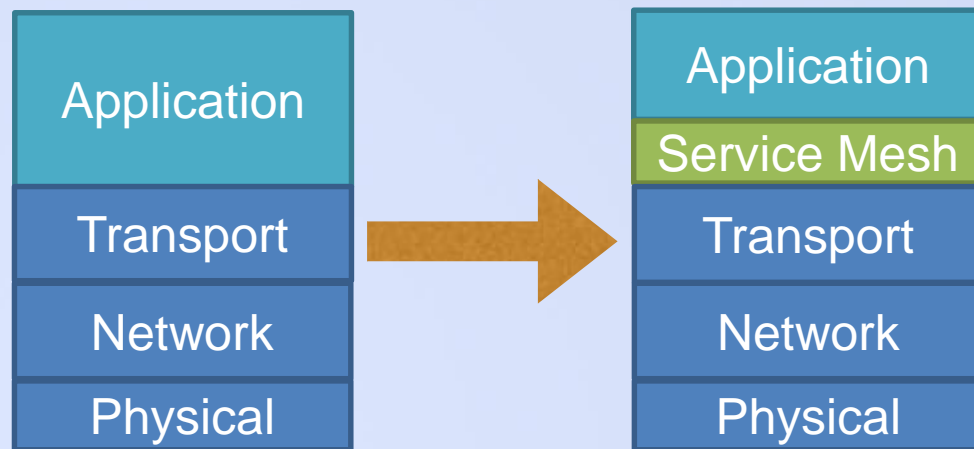 Application
Transport
Network
Physical
Application
Service Mesh
Transport
Network
Physical